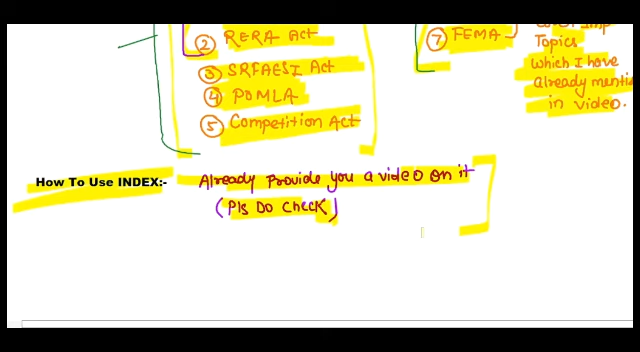 ② RERA Act
③ SRFAESI Act
④ POMLA
⑤ Competition Act
⑦ FEMA
Topics
which I have
already mentio
in video.
How To Use INDEX:-
Already Provide you a video on it
(Pls Do Check)